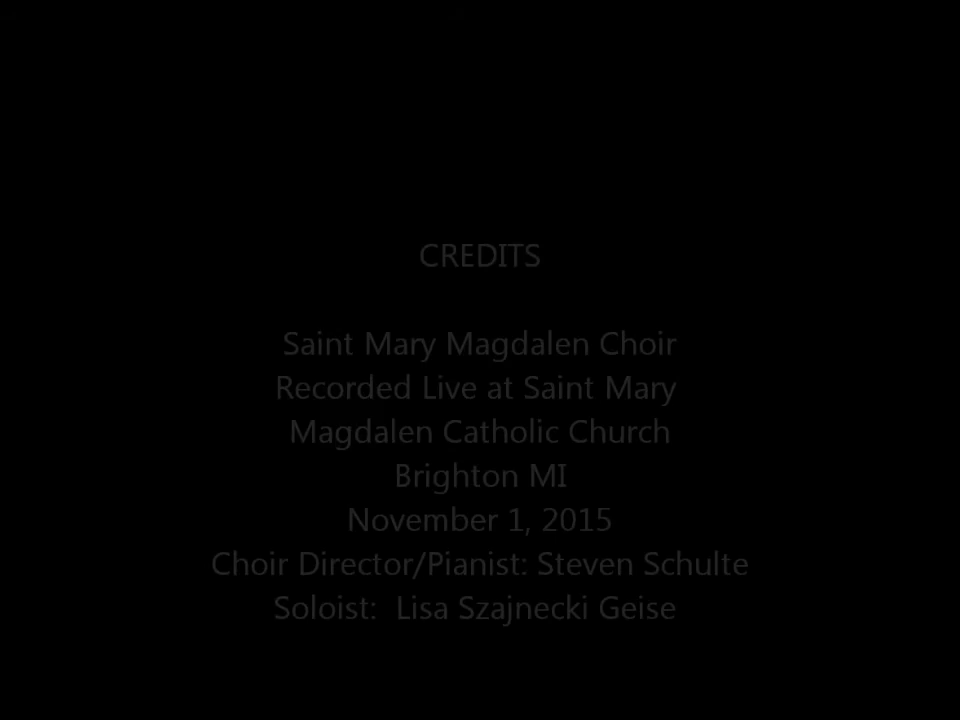 CREDITS
Saint Mary Magdalen Choir
Recorded Live at Saint Mary
Magdalen Catholic Church
Brighton MI
November 1, 2015
Choir Director/Pianist: Steven Schulte
Soloist:  Lisa Szajnecki Geise